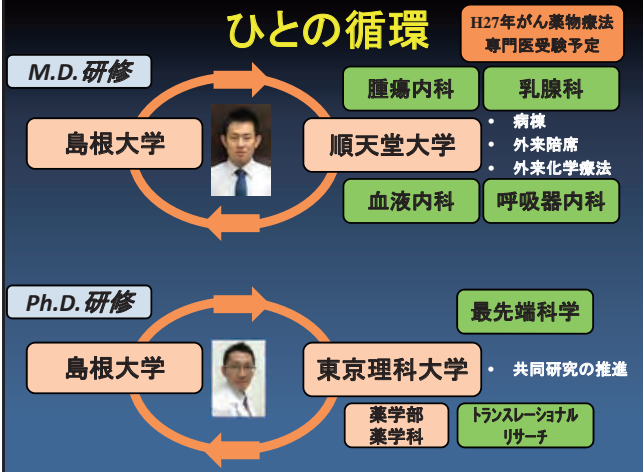 ひとの循環
H27年がん薬物療法
専門医受験予定
M.D.研修
腫瘍内科
乳腺科
島根大学
順天堂大学
• 病棟
• 外来陪席
• 外来化学療法
血液内科
呼吸器内科
Ph.D.研修
最先端科学
島根大学
東京理科大学
• 共同研究の推進
薬学部
薬学科
トランスレーショナル
リサーチ